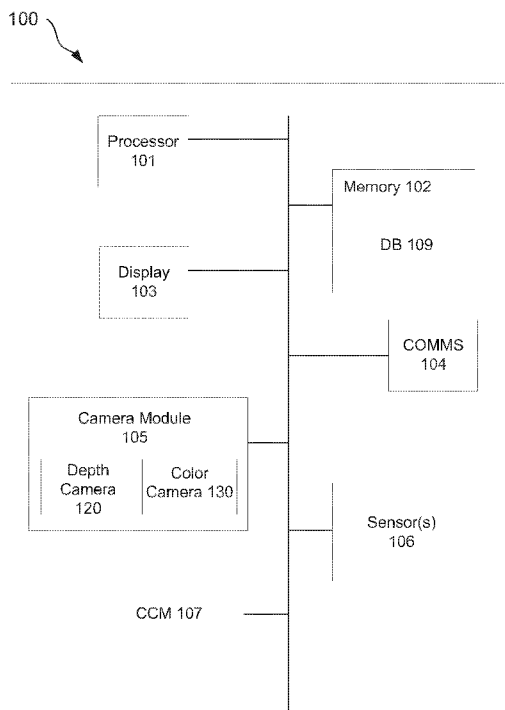 100
Processor
101
Memory 102
DB 109
Display
103
COMMS
104
Camera Module
105
Depth
Camera
120
Color
Camera 130
Sensor(s)
106
CCM 107